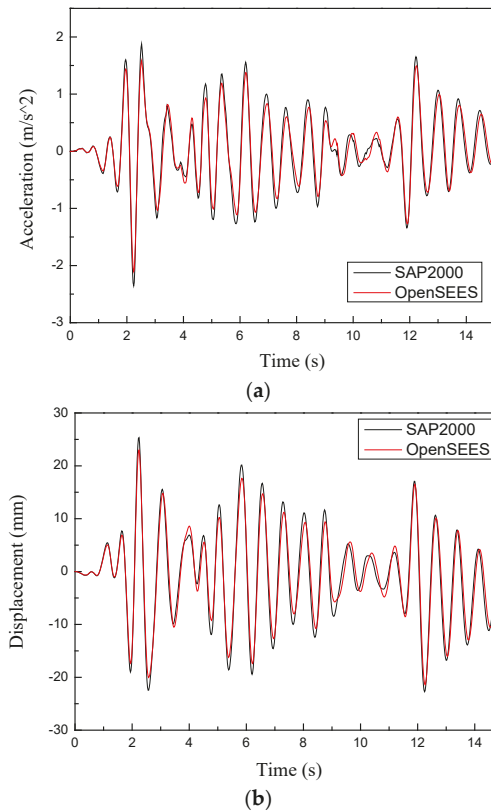 2
1
0
-1
-2
-3
Acceleration (m/s^2)
SAP2000
OpenSEES
0 2 4 6 8 10 12 14
Time (s)
(a)
30
20
10
0
-10
-20
-30
Displacement (mm)
SAP2000
OpenSEES
0 2 4 6 8 10 12 14
Time (s)
(b)